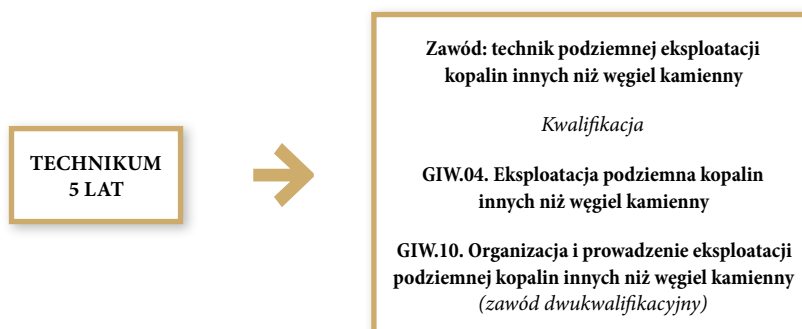 TECHNIKUM
5 LAT
Zawód: technik podziemnej eksploatacji
kopalin innych niż węgiel kamienny
Kwalifikacja
GIW.04. Eksploatacja podziemna kopalin
innych niż węgiel kamienny
GIW.10. Organizacja i prowadzenie eksploatacji
podziemnej kopalin innych niż węgiel kamienny
(zawód dwukwalifikacyjny)